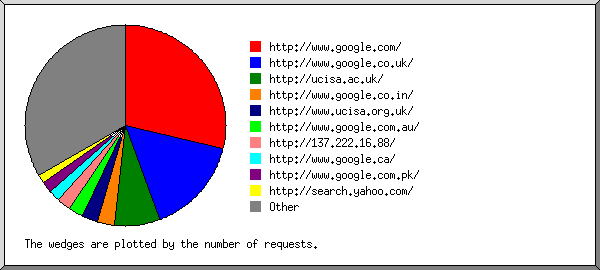 http://www.google.com/
http://www.google.co.uk/
http://ucisa.ac.uk/
http://www.google.co.in/
http://www.ucisa.org.uk/
http://www.google.com.au/
http://137.222.16.88/
http://www.google.ca/
http://www.google.com.pk/
http://search.yahoo.com/
Other
The wedges are plotted by the number of requests.